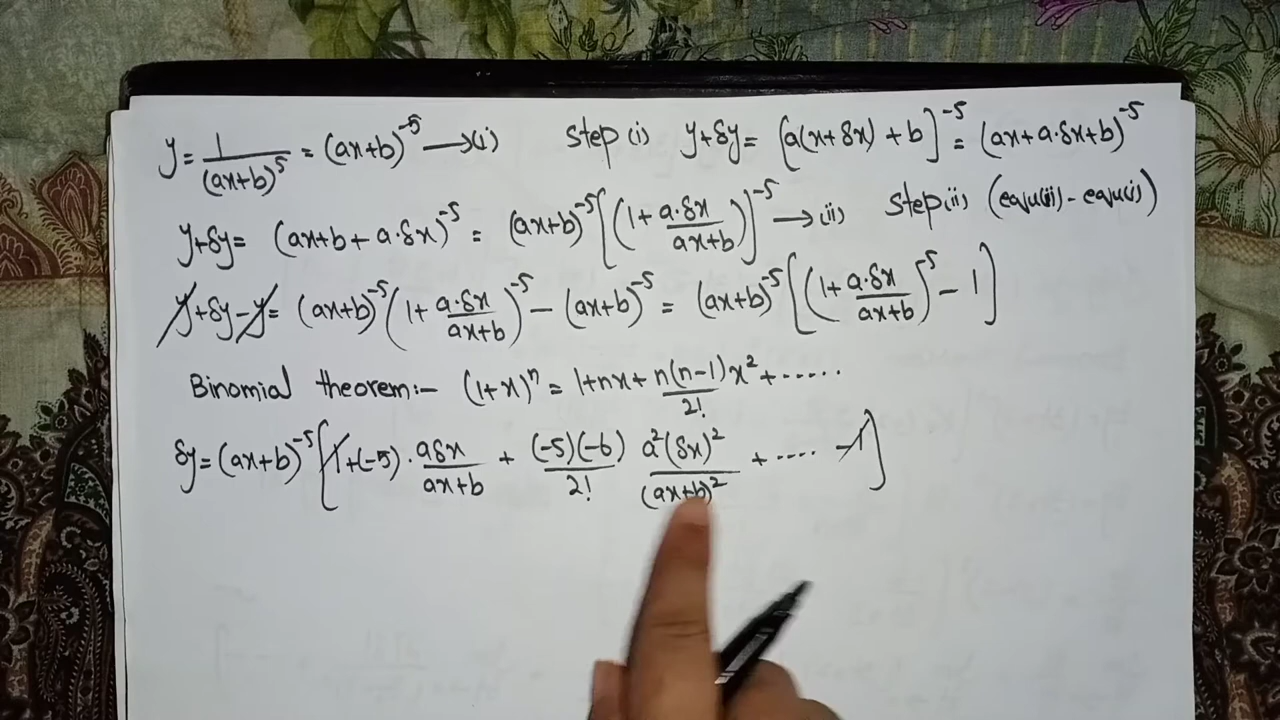 y = 1/(ax+b)^5 = (ax+b)^-5 → (i) Step (i) y+δy = [a(x+δx)+b]^-5 = (ax+a·δx+b)^-5
y+δy = (ax+b+a·δx)^-5 = (ax+b)^-5 [(1+a·δx/(ax+b))]^-5 → (ii) Step (ii) (equ(ii) - equ(i))
y+δy-y = (ax+b)^-5 (1+a·δx/(ax+b))^-5 - (ax+b)^-5 = (ax+b)^-5 [(1+a·δx/(ax+b))^-5 - 1]
Binomial theorem:- (1+x)^n = 1+nx+n(n-1)x^2/2! + ......
δy = (ax+b)^-5 [1+(-5)·aδx/(ax+b) + (-5)(-6)/2! a^2(δx)^2/(ax+b)^2 + .... -1]